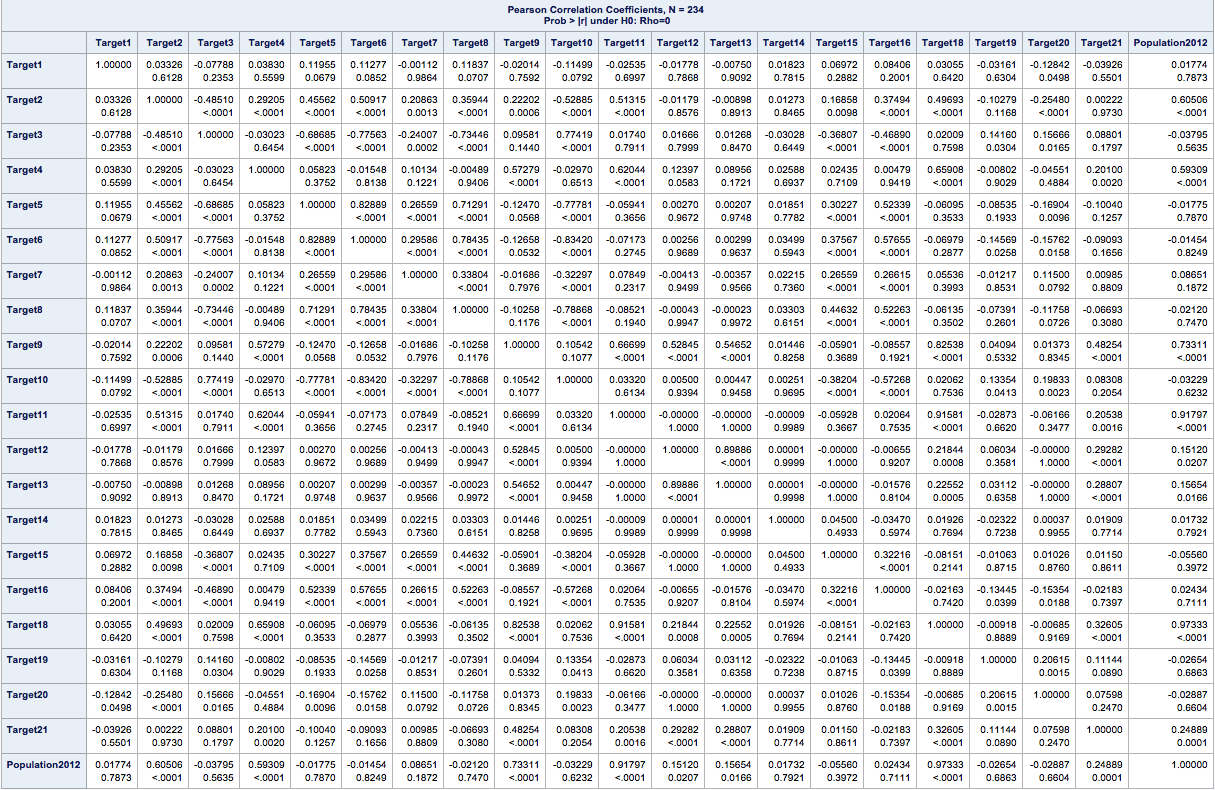 Pearson Correlation Coefficients, N = 234
Prob > |r| under H0: Rho=0
Target1 Target2 Target3 Target4 Target5 Target6 Target7 Target8 Target9 Target10 Target11 Target12 Target13 Target14 Target15 Target16 Target18 Target19 Target20 Target21 Population2012
Target1 1.00000 0.03326 -0.07788 0.03830 0.11955 0.11277 -0.00112 0.11837 -0.02014 -0.11499 -0.02535 -0.01778 -0.00750 0.01823 0.06972 0.08406 0.03055 -0.03161 -0.12842 -0.03926 0.01774
0.6128 0.2353 0.5599 0.0679 0.0852 0.9864 0.0707 0.7592 0.0792 0.6997 0.7868 0.9092 0.7815 0.2882 0.2001 0.6420 0.6304 0.0498 0.5501 0.7873
Target2 0.03326 1.00000 -0.48510 0.29205 0.45562 0.50917 0.20863 0.35944 0.22202 -0.52885 0.51315 -0.01179 -0.00898 0.01273 0.16858 0.37494 0.49693 -0.10279 -0.25480 0.00222 0.60506
0.6128 <.0001 <.0001 <.0001 <.0001 0.0013 <.0001 0.0006 <.0001 <.0001 0.8576 0.8913 0.8465 0.0098 <.0001 <.0001 0.1168 <.0001 0.9730 <.0001
Target3 -0.07788 -0.48510 1.00000 -0.03023 -0.68685 -0.77563 -0.24007 -0.73446 0.09581 0.77419 0.01740 0.01666 0.01268 -0.03028 -0.36807 -0.46890 0.02009 0.14160 0.15666 0.08801 -0.03795
0.2353 <.0001 0.6454 <.0001 <.0001 0.0002 <.0001 0.1440 <.0001 0.7911 0.7999 0.8470 0.6449 <.0001 <.0001 0.7598 0.0304 0.0165 0.1797 0.5635
Target4 0.03830 0.29205 -0.03023 1.00000 0.05823 -0.01548 0.10134 -0.00489 0.57279 -0.02970 0.62044 0.12397 0.08956 0.02588 0.02435 0.00479 0.65908 -0.00802 -0.04551 0.20100 0.59309
0.5599 <.0001 0.6454 0.3752 0.8138 0.1221 0.9406 <.0001 0.6513 <.0001 0.0583 0.1721 0.6937 0.7109 0.9419 <.0001 0.9029 0.4884 0.0020 <.0001
Target5 0.11955 0.45562 -0.68685 0.05823 1.00000 0.82889 0.26559 0.71291 -0.12470 -0.77781 -0.05941 0.00270 0.00207 0.01851 0.30227 0.52339 -0.06095 -0.08535 -0.16904 -0.10040 -0.01775
0.0679 <.0001 <.0001 0.3752 <.0001 <.0001 <.0001 0.0568 <.0001 0.3656 0.9672 0.9748 0.7782 <.0001 <.0001 0.3533 0.1933 0.0096 0.1257 0.7870
Target6 0.11277 0.50917 -0.77563 -0.01548 0.82889 1.00000 0.29586 0.78435 -0.12658 -0.83420 -0.07173 0.00256 0.00299 0.03499 0.37567 0.57655 -0.06979 -0.14569 -0.15762 -0.09093 -0.01454
0.0852 <.0001 <.0001 0.8138 <.0001 <.0001 <.0001 0.0532 <.0001 0.2745 0.9689 0.9637 0.5943 <.0001 <.0001 0.2877 0.0258 0.0158 0.1656 0.8249
Target7 -0.00112 0.20863 -0.24007 0.10134 0.26559 0.29586 1.00000 0.33804 -0.01686 -0.32297 0.07849 -0.00413 -0.00357 0.02215 0.26559 0.26615 0.05536 -0.01217 0.11500 0.00985 0.08651
0.9864 0.0013 0.0002 0.1221 <.0001 <.0001 <.0001 0.7976 <.0001 0.2317 0.9499 0.9566 0.7360 <.0001 <.0001 0.3993 0.8531 0.0792 0.8809 0.1872
Target8 0.11837 0.35944 -0.73446 -0.00489 0.71291 0.78435 0.33804 1.00000 -0.10258 -0.78868 -0.08521 -0.00043 -0.00023 0.03303 0.44632 0.52263 -0.06135 -0.07391 -0.11758 -0.06693 -0.02120
0.0707 <.0001 <.0001 0.9406 <.0001 <.0001 <.0001 0.1176 <.0001 0.1940 0.9947 0.9972 0.6151 <.0001 <.0001 0.3502 0.2601 0.0726 0.3080 0.7470
Target9 -0.02014 0.22202 0.09581 0.57279 -0.12470 -0.12658 -0.01686 -0.10258 1.00000 0.10542 0.66699 0.52845 0.54652 0.01446 -0.05901 -0.08557 0.82538 0.04094 0.01373 0.48254 0.73311
0.7592 0.0006 0.1440 <.0001 0.0568 0.0532 0.7976 0.1176 0.1077 <.0001 <.0001 <.0001 0.8258 0.3689 0.1921 <.0001 0.5332 0.8345 <.0001 <.0001
Target10 -0.11499 -0.52885 0.77419 -0.02970 -0.77781 -0.83420 -0.32297 -0.78868 0.10542 1.00000 0.03320 0.00500 0.00447 0.00251 -0.38204 -0.57268 0.02062 0.13354 0.19833 0.08308 -0.03229
0.0792 <.0001 <.0001 0.6513 <.0001 <.0001 <.0001 <.0001 0.1077 0.6134 0.9394 0.9458 0.9695 <.0001 <.0001 0.7536 0.0413 0.0023 0.2054 0.6232
Target11 -0.02535 0.51315 0.01740 0.62044 -0.05941 -0.07173 0.07849 -0.08521 0.66699 0.03320 1.00000 -0.00000 -0.00000 -0.00009 -0.05928 0.02064 0.91581 -0.02873 -0.06166 0.20538 0.91797
0.6997 <.0001 0.7911 <.0001 0.3656 0.2745 0.2317 0.1940 <.0001 0.6134 1.0000 1.0000 0.9989 0.3667 0.7535 <.0001 0.6620 0.3477 0.0016 <.0001
Target12 -0.01778 -0.01179 0.01666 0.12397 0.00270 0.00256 -0.00413 -0.00043 0.52845 0.00500 -0.00000 1.00000 0.89886 0.00001 -0.00000 -0.00655 0.21844 0.06034 -0.00000 0.29282 0.15120
0.7868 0.8576 0.7999 0.0583 0.9672 0.9689 0.9499 0.9947 <.0001 0.9394 1.0000 <.0001 0.9999 1.0000 0.9207 0.0008 0.3581 1.0000 <.0001 0.0207
Target13 -0.00750 -0.00898 0.01268 0.08956 0.00207 0.00299 -0.00357 -0.00023 0.54652 0.00447 -0.00000 0.89886 1.00000 0.00001 -0.00000 -0.01576 0.22552 0.03112 -0.00000 0.28807 0.15654
0.9092 0.8913 0.8470 0.1721 0.9748 0.9637 0.9566 0.9972 <.0001 0.9458 1.0000 <.0001 0.9998 1.0000 0.8104 0.0005 0.6358 1.0000 <.0001 0.0166
Target14 0.01823 0.01273 -0.03028 0.02588 0.01851 0.03499 0.02215 0.03303 0.01446 0.00251 -0.00009 0.00001 0.00001 1.00000 0.04500 -0.03470 0.01926 -0.02322 0.00037 0.01909 0.01732
0.7815 0.8465 0.6449 0.6937 0.7782 0.5943 0.7360 0.6151 0.8258 0.9695 0.9989 0.9999 0.9998 0.4933 0.5974 0.7694 0.7238 0.9955 0.7714 0.7921
Target15 0.06972 0.16858 -0.36807 0.02435 0.30227 0.37567 0.26559 0.44632 -0.05901 -0.38204 -0.05928 -0.00000 -0.00000 0.04500 1.00000 0.32216 -0.08151 -0.01063 0.01026 0.01150 -0.05560
0.2882 0.0098 <.0001 0.7109 <.0001 <.0001 <.0001 <.0001 0.3689 <.0001 0.3667 1.0000 1.0000 0.4933 <.0001 0.2141 0.8715 0.8760 0.8611 0.3972
Target16 0.08406 0.37494 -0.46890 0.00479 0.52339 0.57655 0.26615 0.52263 -0.08557 -0.57268 0.02064 -0.00655 -0.01576 -0.03470 0.32216 1.00000 -0.02163 -0.13445 -0.15354 -0.02183 0.02434
0.2001 <.0001 <.0001 0.9419 <.0001 <.0001 <.0001 <.0001 0.1921 <.0001 0.7535 0.9207 0.8104 0.5974 <.0001 0.7420 0.0399 0.0188 0.7397 0.7111
Target18 0.03055 0.49693 0.02009 0.65908 -0.06095 -0.06979 0.05536 -0.06135 0.82538 0.02062 0.91581 0.21844 0.22552 0.01926 -0.08151 -0.02163 1.00000 -0.00918 -0.00685 0.32605 0.97333
0.6420 <.0001 0.7598 <.0001 0.3533 0.2877 0.3993 0.3502 <.0001 0.7536 <.0001 0.0008 0.0005 0.7694 0.2141 0.7420 0.8889 0.9169 <.0001 <.0001
Target19 -0.03161 -0.10279 0.14160 -0.00802 -0.08535 -0.14569 -0.01217 -0.07391 0.04094 0.13354 -0.02873 0.06034 0.03112 -0.02322 -0.01063 -0.13445 -0.00918 1.00000 0.20615 0.11144 -0.02654
0.6304 0.1168 0.0304 0.9029 0.1933 0.0258 0.8531 0.2601 0.5332 0.0413 0.6620 0.3581 0.6358 0.7238 0.8715 0.0399 0.8889 0.0015 0.0890 0.6863
Target20 -0.12842 -0.25480 0.15666 -0.04551 -0.16904 -0.15762 0.11500 -0.11758 0.01373 0.19833 -0.06166 -0.00000 -0.00000 0.00037 0.01026 -0.15354 -0.00685 0.20615 1.00000 0.07598 -0.02887
0.0498 <.0001 0.0165 0.4884 0.0096 0.0158 0.0792 0.0726 0.8345 0.0023 0.3477 1.0000 1.0000 0.9955 0.8760 0.0188 0.9169 0.0015 0.2470 0.6604
Target21 -0.03926 0.00222 0.08801 0.20100 -0.10040 -0.09093 0.00985 -0.06693 0.48254 0.08308 0.20538 0.29282 0.28807 0.01909 0.01150 -0.02183 0.32605 0.11144 0.07598 1.00000 0.24889
0.5501 0.9730 0.1797 0.0020 0.1257 0.1656 0.8809 0.3080 <.0001 0.2054 0.0016 <.0001 <.0001 0.7714 0.8611 0.7397 <.0001 0.0890 0.2470 0.0001
Population2012 0.01774 0.60506 -0.03795 0.59309 -0.01775 -0.01454 0.08651 -0.02120 0.73311 -0.03229 0.91797 0.15120 0.15654 0.01732 -0.05560 0.02434 0.97333 -0.02654 -0.02887 0.24889 1.00000
0.7873 <.0001 0.5635 <.0001 0.7870 0.8249 0.1872 0.7470 <.0001 0.6232 <.0001 0.0207 0.0166 0.7921 0.3972 0.7111 <.0001 0.6863 0.6604 0.0001